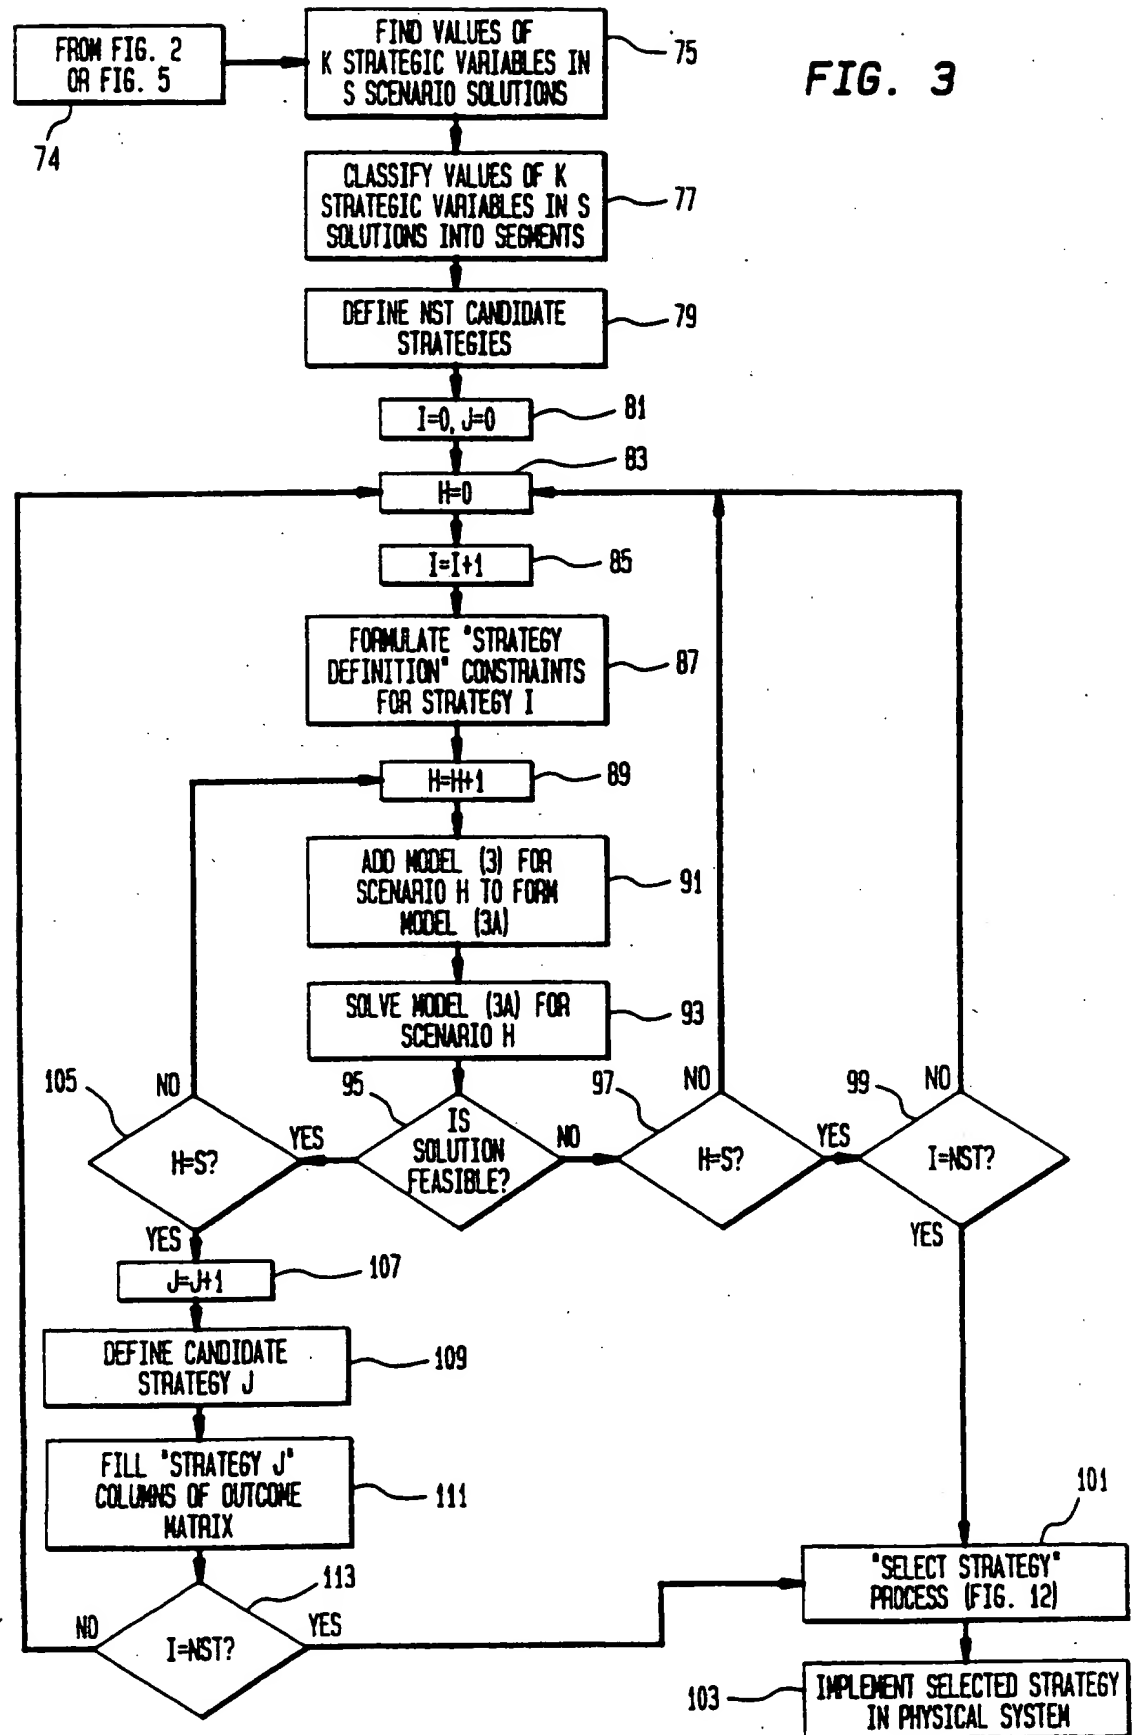 FROM FIG. 2
OR FIG. 5
74
FIND VALUES OF
K STRATEGIC VARIABLES IN
S SCENARIO SOLUTIONS
75
FIG. 3
CLASSIFY VALUES OF K
STRATEGIC VARIABLES IN S
SOLUTIONS INTO SEGMENTS
77
DEFINE NST CANDIDATE
STRATEGIES
79
I=0, J=0
81
H=0
83
I=I+1
85
FORMULATE "STRATEGY
DEFINITION" CONSTRAINTS
FOR STRATEGY I
87
H=H+1
89
ADD MODEL (3) FOR
SCENARIO H TO FORM
MODEL (3A)
91
SOLVE MODEL (3A) FOR
SCENARIO H
93
105
NO
H=S?
YES
95
IS
SOLUTION
FEASIBLE?
NO
97
NO
H=S?
YES
99
NO
I=NST?
YES
YES
J=J+1
107
DEFINE CANDIDATE
STRATEGY J
109
FILL "STRATEGY J"
COLUMNS OF OUTCOME
MATRIX
111
113
NO
I=NST?
YES
101
"SELECT STRATEGY"
PROCESS (FIG. 12)
103
IMPLEMENT SELECTED STRATEGY
IN PHYSICAL SYSTEM